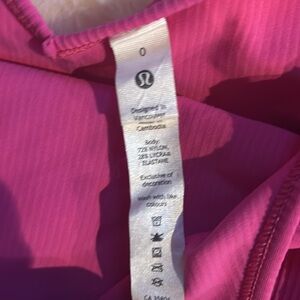 0
Designed in
Vancouver
Cambodia
Body:
72% NYLON,
28% LYCRA®
ELASTANE
Exclusive of
decoration
wash with like
colours